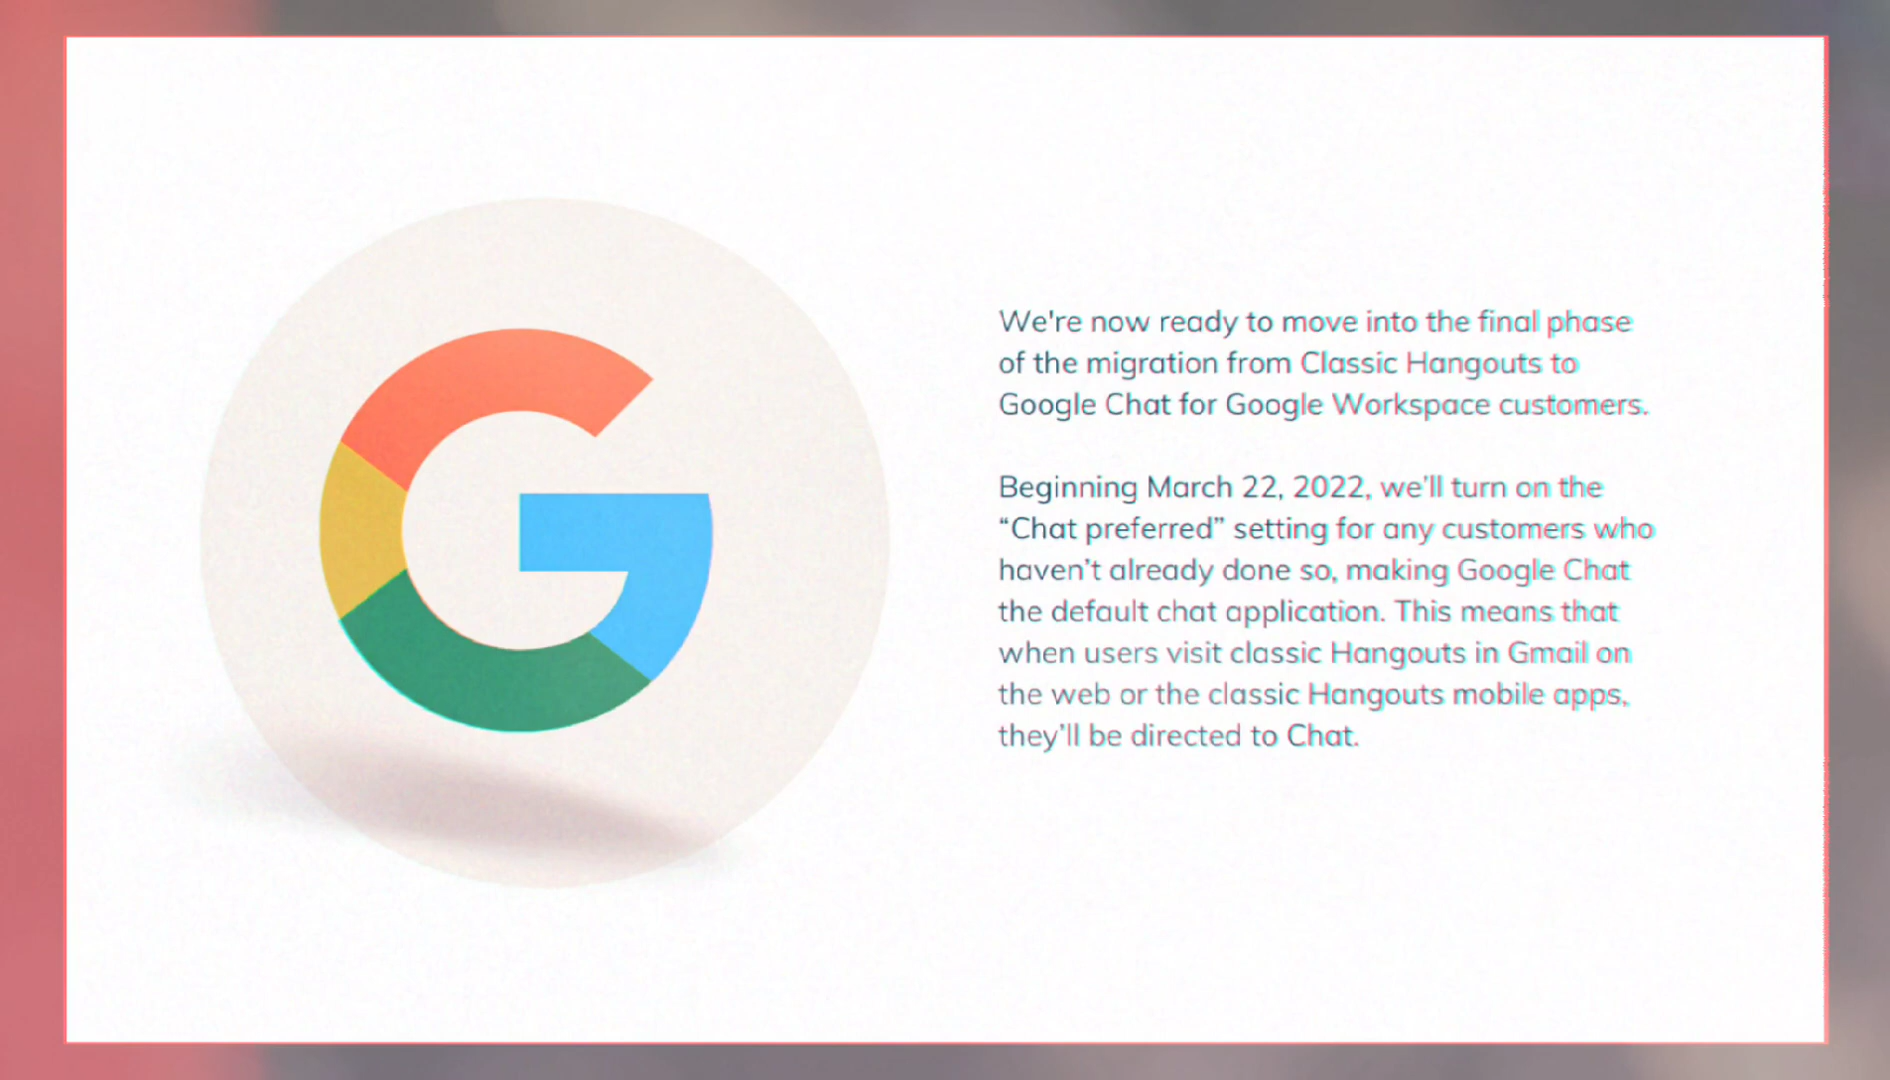 We're now ready to move into the final phase
of the migration from Classic Hangouts to
Google Chat for Google Workspace customers.
Beginning March 22, 2022, we’ll turn on the
“Chat preferred” setting for any customers who
haven’t already done so, making Google Chat
the default chat application. This means that
when users visit classic Hangouts in Gmail on
the web or the classic Hangouts mobile apps,
they’ll be directed to Chat.